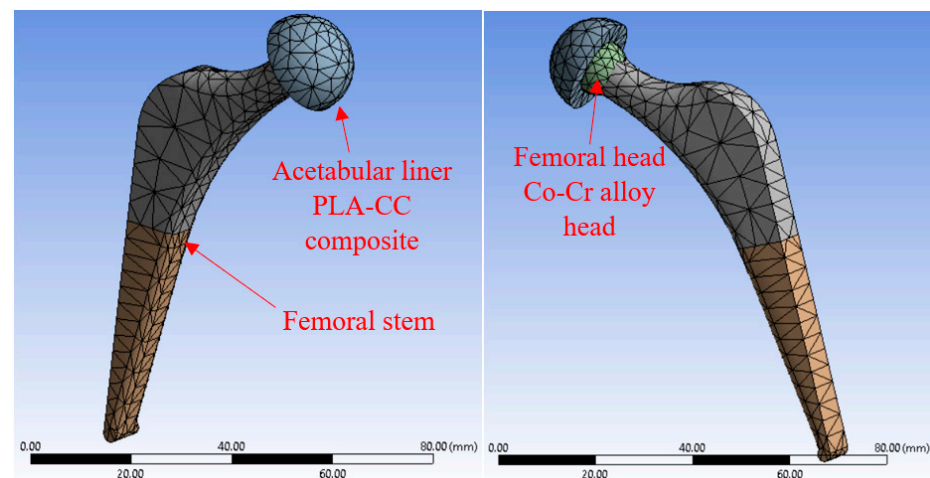 Acetabular liner
PLA-CC
composite
Femoral stem
0.00 40.00 80.00 (mm)
20.00 60.00
Femoral head
Co-Cr alloy
head
0.00 40.00 80.00 (mm)
20.00 60.00